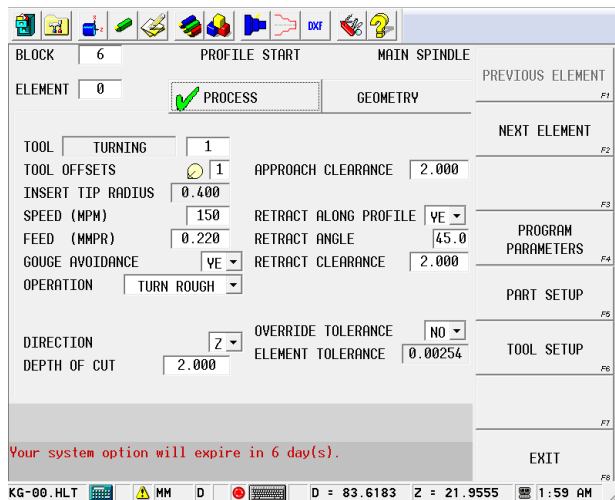 DXF
BLOCK 6 PROFILE START MAIN SPINDLE
ELEMENT 0
PROCESS GEOMETRY
TOOL TURNING 1
TOOL OFFSETS 1 APPROACH CLEARANCE 2.000
INSERT TIP RADIUS 0.400
SPEED (MPM) 150 RETRACT ALONG PROFILE YE
FEED (MMPR) 0.220 RETRACT ANGLE 45.0
GOUGE AVOIDANCE YE RETRACT CLEARANCE 2.000
OPERATION TURN ROUGH
OVERRIDE TOLERANCE NO
DIRECTION Z
ELEMENT TOLERANCE 0.00254
DEPTH OF CUT 2.000
PREVIOUS ELEMENT
F1
NEXT ELEMENT
F2
F3
PROGRAM
PARAMETERS
F4
PART SETUP
F5
TOOL SETUP
F6
F7
EXIT
F8
Your system option will expire in 6 day(s).
KG-00.HLT MM D D = 83.6183 Z = 21.9555 1:59 AM